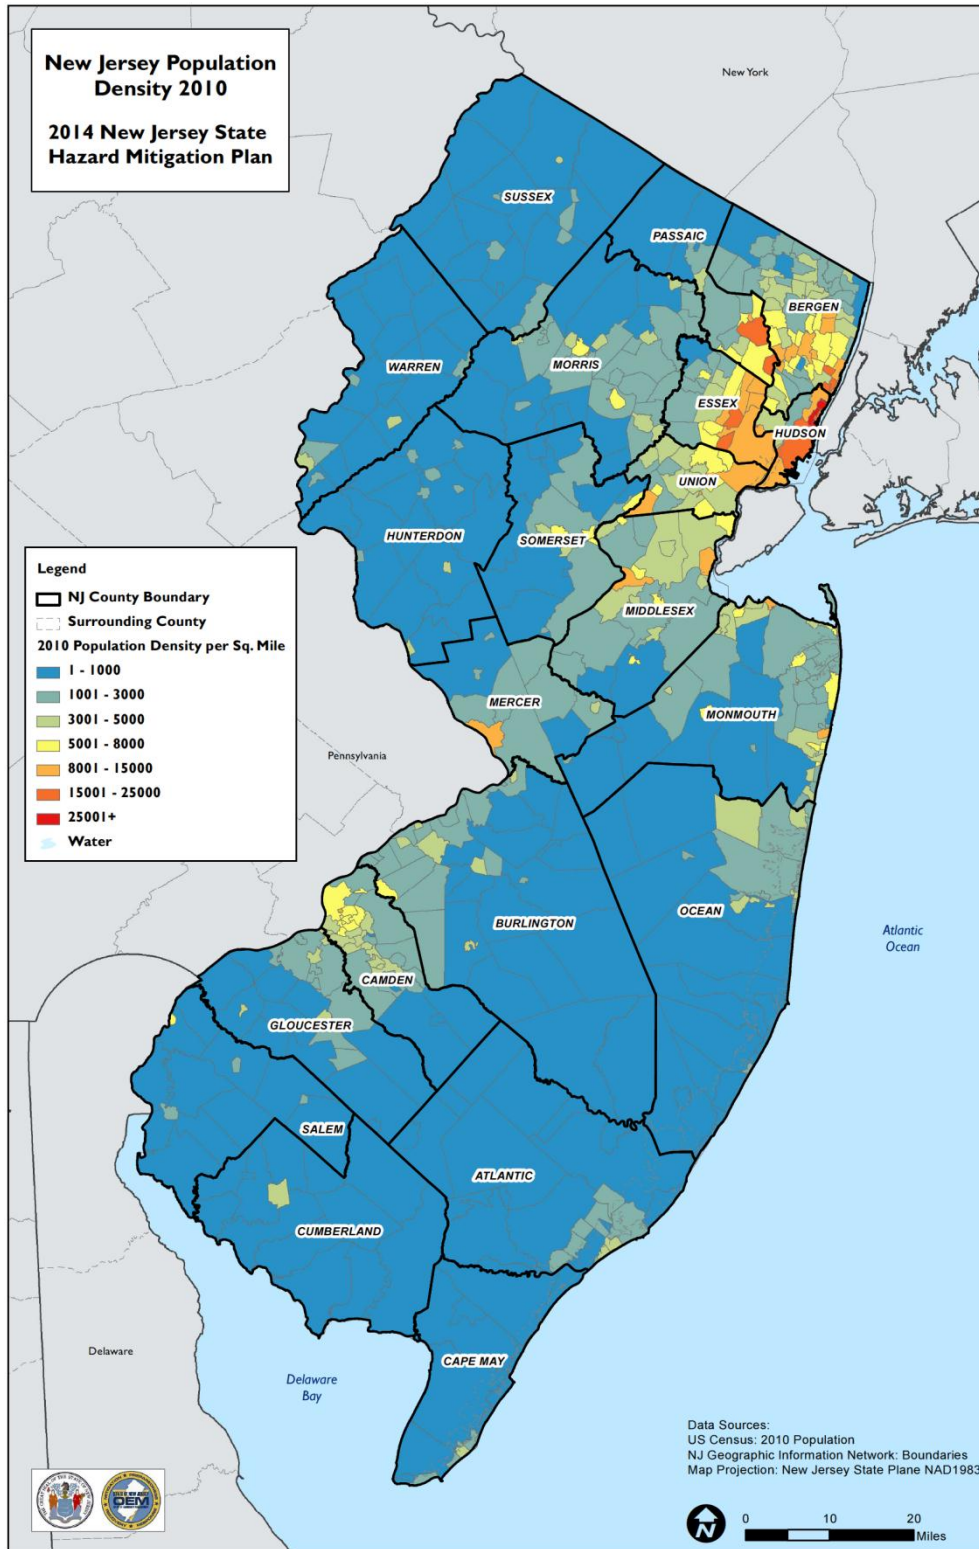 New Jersey Population
Density 2010
2014 New Jersey State
Hazard Mitigation Plan
New York
SUSSEX
PASSAIC
BERGEN
WARREN
MORRIS
ESSEX
HUDSON
UNION
HUNTERDON
SOMERSET
MIDDLESEX
MERCER
MONMOUTH
Pennsylvania
Legend
NJ County Boundary
Surrounding County
2010 Population Density per Sq. Mile
1 - 1000
1001 - 3000
3001 - 5000
5001 - 8000
8001 - 15000
15001 - 25000
25001+
Water
OCEAN
BURLINGTON
Atlantic
Ocean
CAMDEN
GLOUCESTER
SALEM
ATLANTIC
CUMBERLAND
CAPE MAY
Delaware
Delaware
Bay
Data Sources:
US Census: 2010 Population
NJ Geographic Information Network: Boundaries
Map Projection: New Jersey State Plane NAD1983
OEM
N
0 10 20
Miles